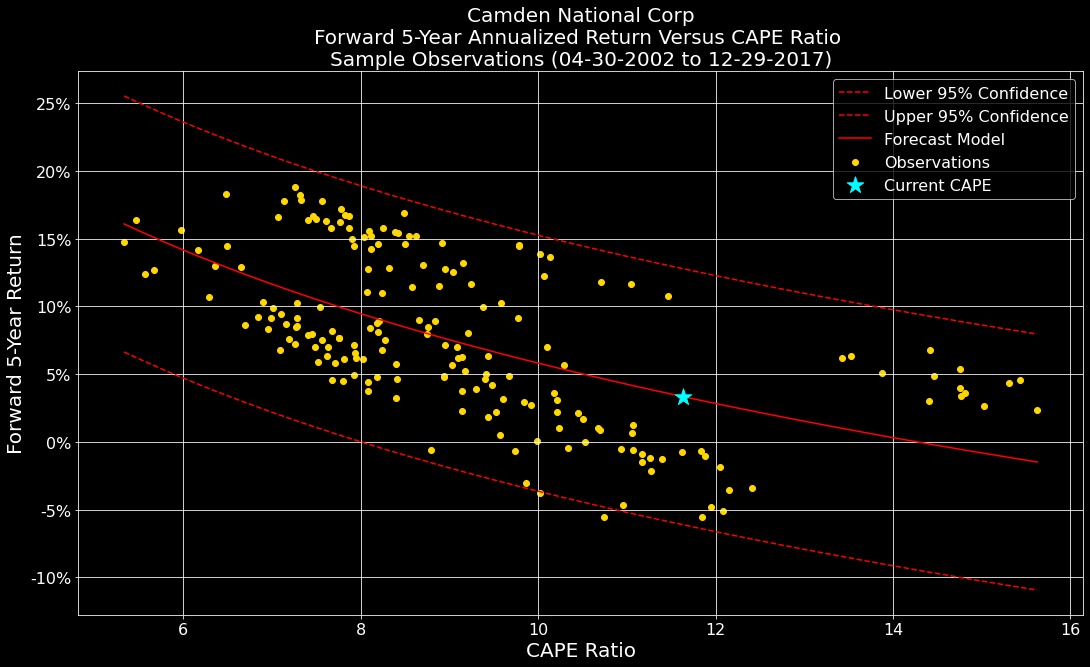 Camden National Corp
Forward 5-Year Annualized Return Versus CAPE Ratio
Sample Observations (04-30-2002 to 12-29-2017)
Lower 95% Confidence
Upper 95% Confidence
Forecast Model
Observations
Current CAPE
Forward 5-Year Return
25%
20%
15%
10%
5%
0%
-5%
-10%
6 8 10 12 14 16
CAPE Ratio